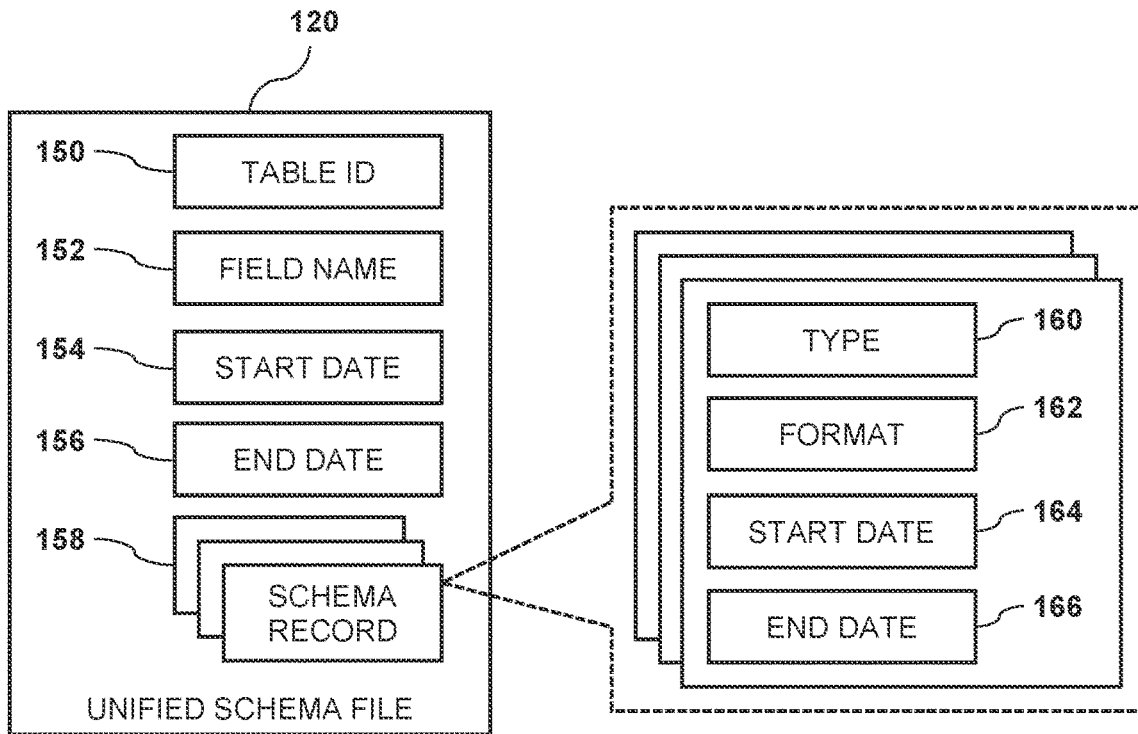 120
150
TABLE ID
152
FIELD NAME
154
START DATE
156
END DATE
158
SCHEMA
RECORD
UNIFIED SCHEMA FILE
TYPE
160
FORMAT
162
START DATE
164
END DATE
166